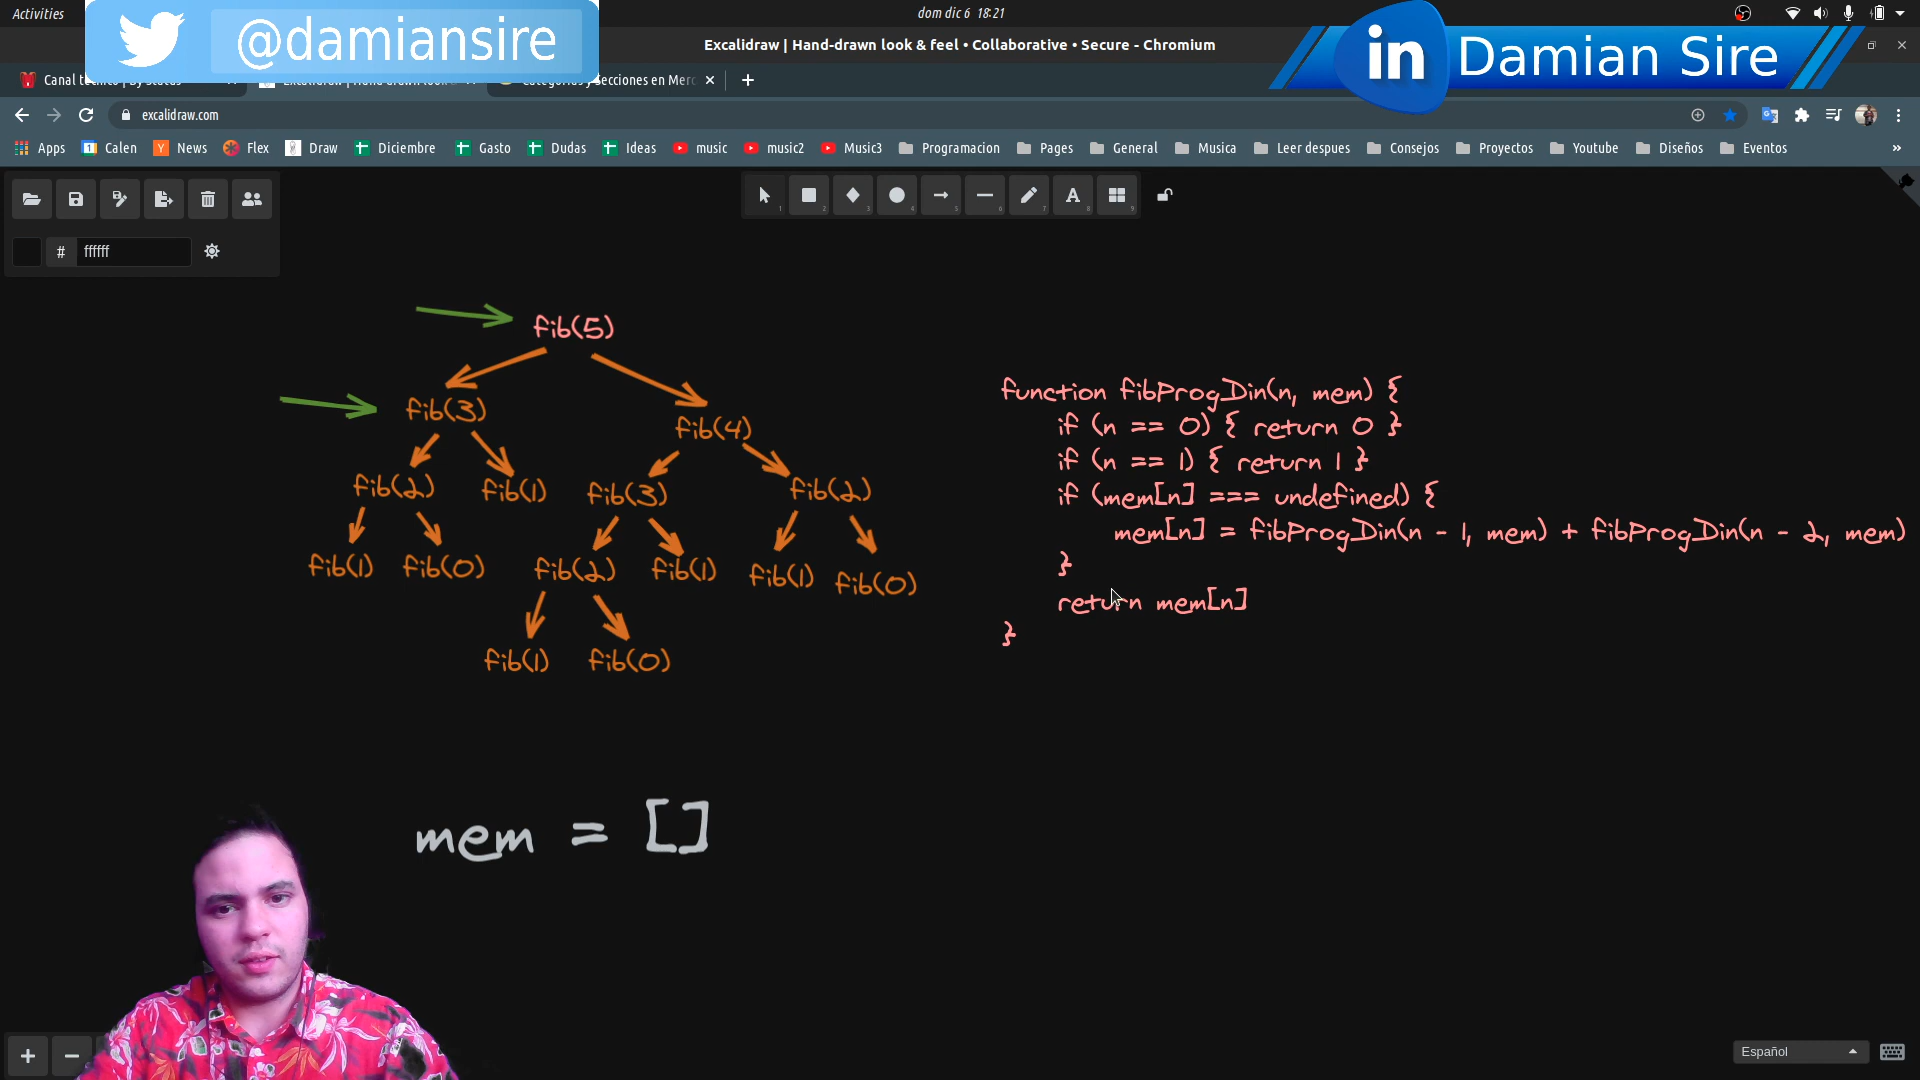 Activities
dom dic 6 18:21
@damiansire
in Damian Sire
Excalidraw | Hand-drawn look & feel • Collaborative • Secure - Chromium
excalidraw.com
Apps
Calen
News
Flex
Draw
Diciembre
Gasto
Dudas
Ideas
music
music2
Music3
Programacion
Pages
General
Musica
Leer despues
Consejos
Proyectos
Youtube
Diseños
Eventos
»
# ffffff
fib(5)
fib(3)
fib(4)
fib(2) fib(1) fib(3) fib(2)
fib(1) fib(0) fib(2) fib(1) fib(1) fib(0)
fib(1) fib(0)
function fibProgDin(n, mem) {
if (n == 0) { return 0 }
if (n == 1) { return 1 }
if (mem[n] === undefined) {
mem[n] = fibProgDin(n - 1, mem) + fibProgDin(n - 2, mem)
}
return mem[n]
}
mem = []
Español